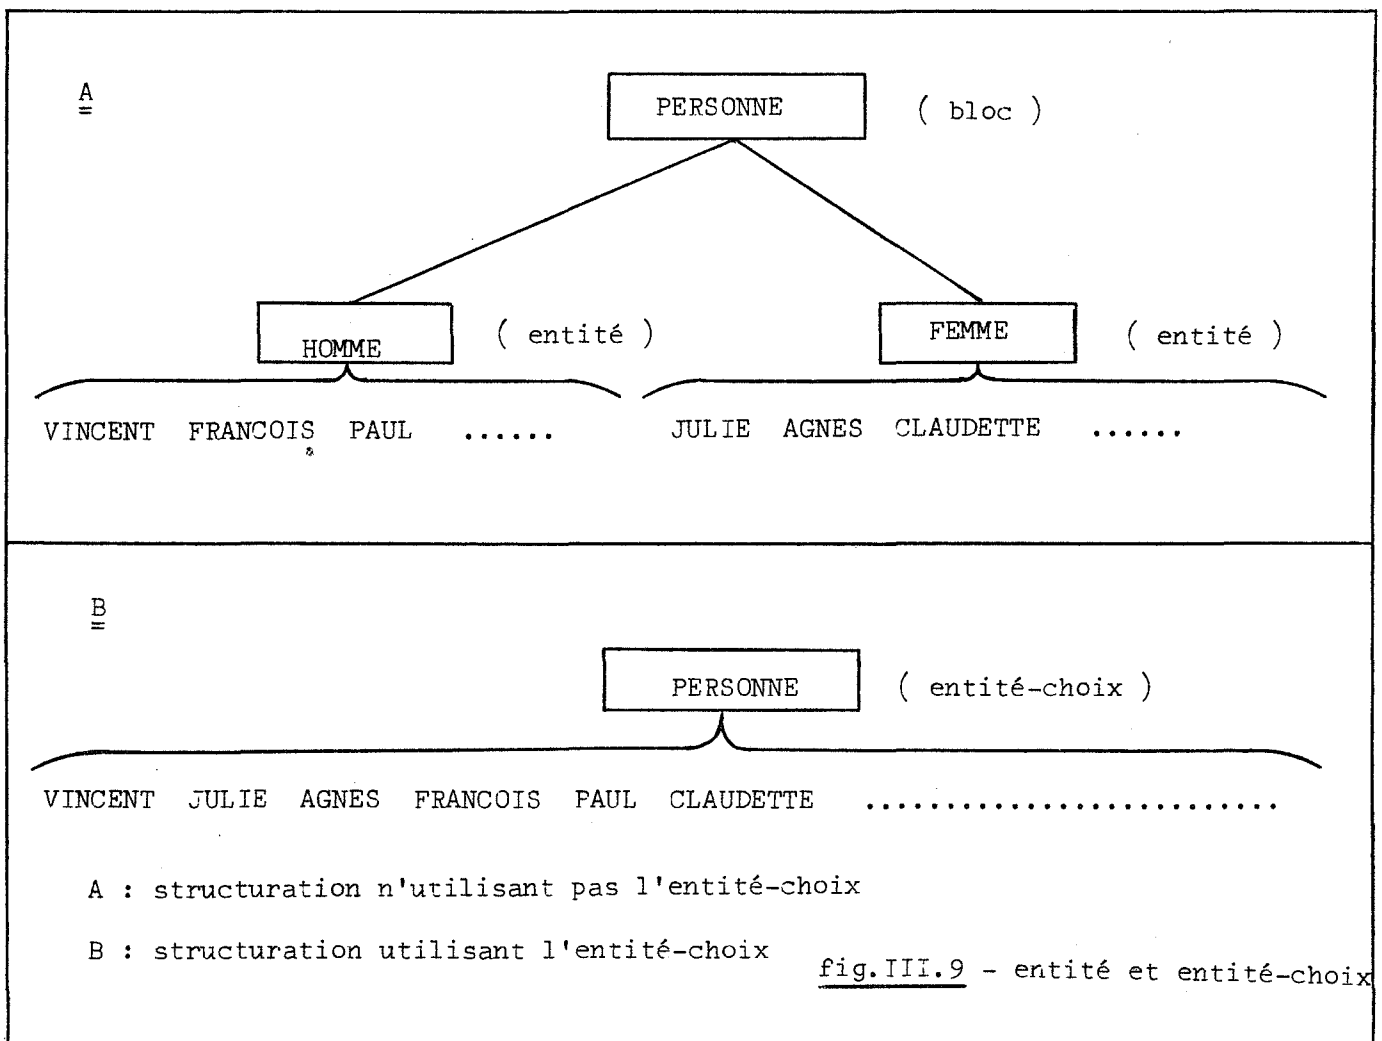 A
PERSONNE ( bloc )
HOMME ( entité ) FEMME ( entité )
VINCENT FRANCOIS PAUL ...... JULIE AGNES CLAUDETTE ......
B
PERSONNE ( entité-choix )
VINCENT JULIE AGNES FRANCOIS PAUL CLAUDETTE ..........................
A : structuration n'utilisant pas l'entité-choix
B : structuration utilisant l'entité-choix
fig.III.9 - entité et entité-choix